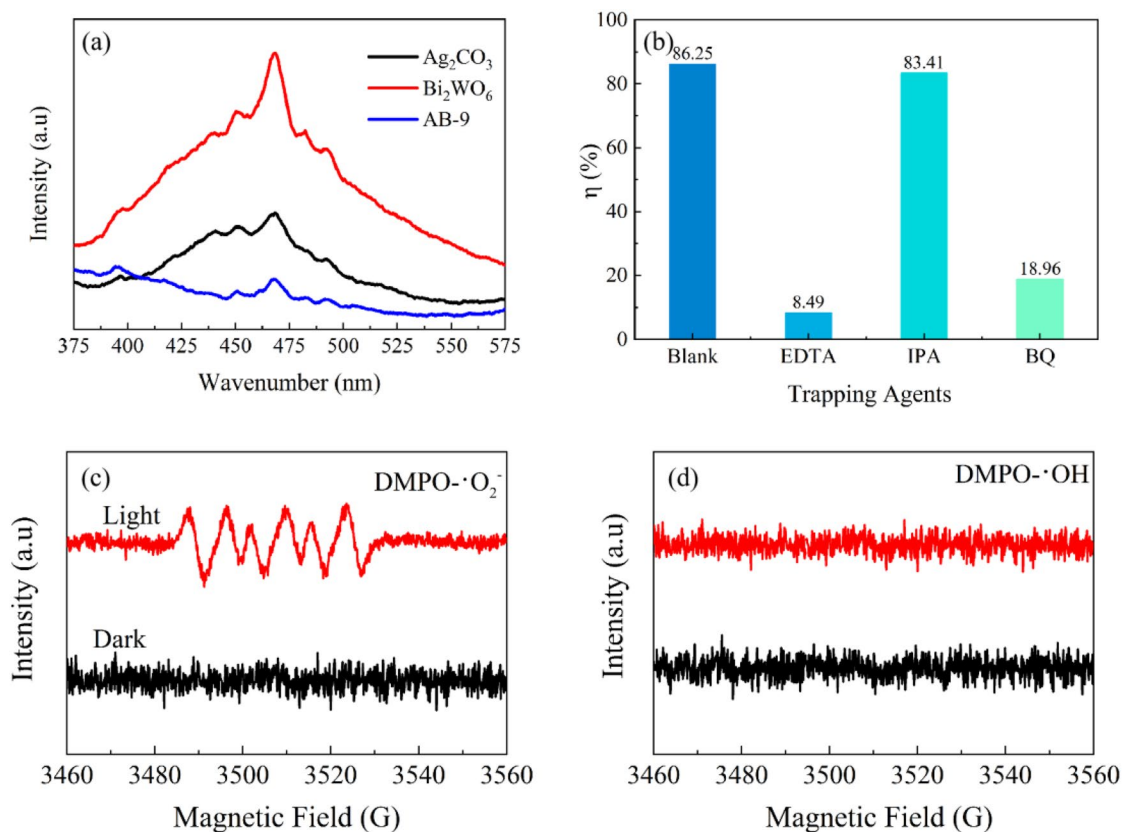 (a)
Ag₂CO₃
Bi₂WO₆
AB-9
Intensity (a.u)
375 400 425 450 475 500 525 550 575
Wavenumber (nm)
(b)
100
80
60
40
20
0
η (%)
86.25
8.49
83.41
18.96
Blank EDTA IPA BQ
Trapping Agents
(c)
DMPO-·O₂⁻
Light
Dark
Intensity (a.u)
3460 3480 3500 3520 3540 3560
Magnetic Field (G)
(d)
DMPO-·OH
Intensity (a.u)
3460 3480 3500 3520 3540 3560
Magnetic Field (G)